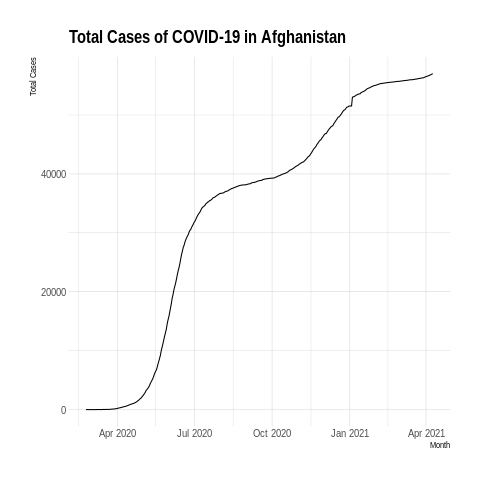 Total Cases of COVID-19 in Afghanistan
Total Cases
40000
20000
0
Apr 2020 Jul 2020 Oct 2020 Jan 2021 Apr 2021
Month